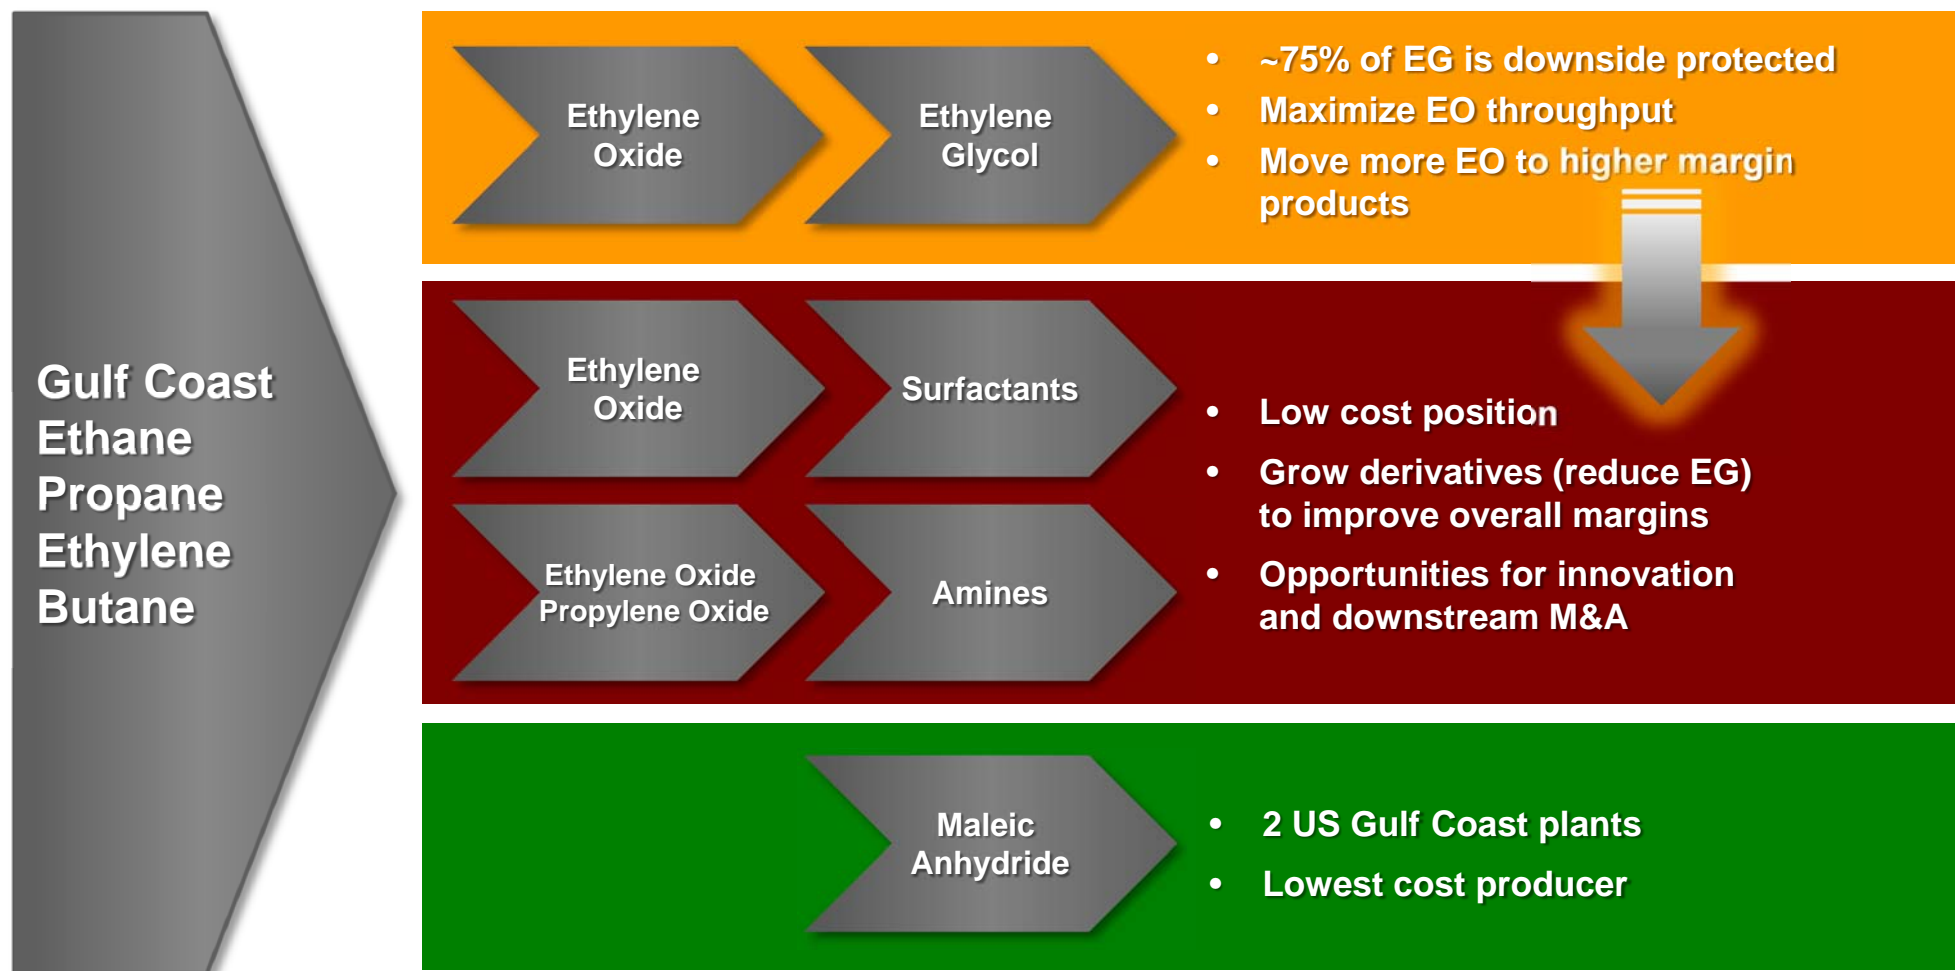 Gulf Coast
Ethane
Propane
Ethylene
Butane
Ethylene
Oxide
Ethylene
Glycol
• ~75% of EG is downside protected
• Maximize EO throughput
• Move more EO to higher margin
products
Ethylene
Oxide
Surfactants
Ethylene Oxide
Propylene Oxide
Amines
• Low cost position
• Grow derivatives (reduce EG)
to improve overall margins
• Opportunities for innovation
and downstream M&A
Maleic
Anhydride
• 2 US Gulf Coast plants
• Lowest cost producer